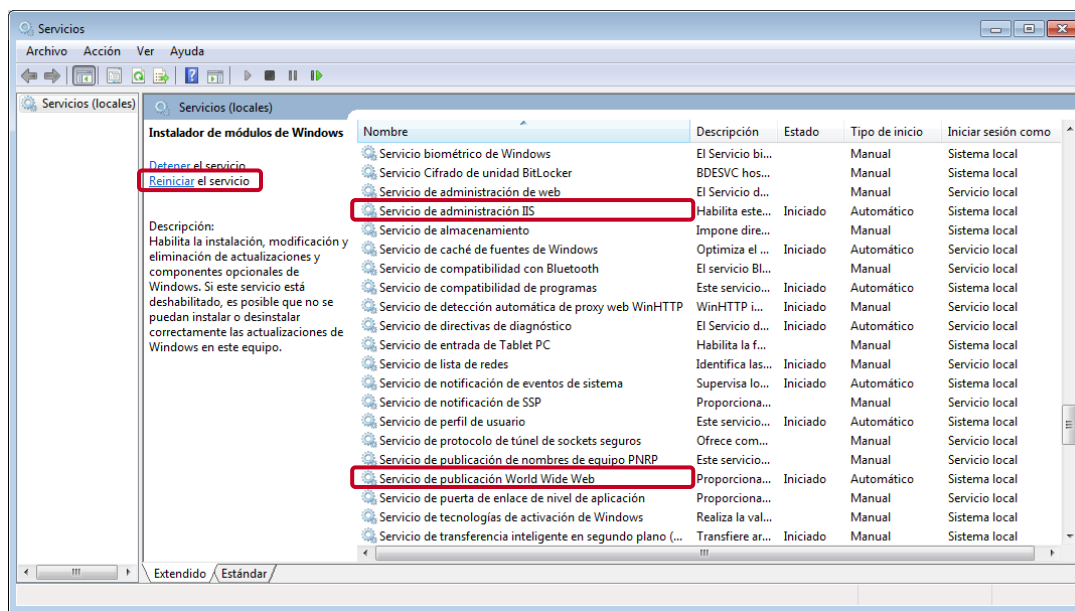 Servicios
Archivo Acción Ver Ayuda
Servicios (locales)
Servicios (locales)
Instalador de módulos de Windows
Detener el servicio
Reiniciar el servicio
Descripción:
Habilita la instalación, modificación y
eliminación de actualizaciones y
componentes opcionales de
Windows. Si este servicio está
deshabilitado, es posible que no se
puedan instalar o desinstalar
correctamente las actualizaciones de
Windows en este equipo.
Nombre Descripción Estado Tipo de inicio Iniciar sesión como
Servicio biométrico de Windows El Servicio bi... Manual Sistema local
Servicio Cifrado de unidad BitLocker BDESVC hos... Manual Sistema local
Servicio de administración de web El Servicio d... Manual Sistema local
Servicio de administración IIS Habilita este... Iniciado Automático Sistema local
Servicio de almacenamiento Impone dire... Manual Sistema local
Servicio de caché de fuentes de Windows Optimiza el ... Iniciado Automático Servicio local
Servicio de compatibilidad con Bluetooth El servicio Bl... Manual Servicio local
Servicio de compatibilidad de programas Este servicio... Iniciado Automático Sistema local
Servicio de detección automática de proxy web WinHTTP WinHTTP i... Iniciado Manual Servicio local
Servicio de directivas de diagnóstico El Servicio d... Iniciado Automático Servicio local
Servicio de entrada de Tablet PC Habilita la f... Manual Sistema local
Servicio de lista de redes Identifica las... Iniciado Manual Servicio local
Servicio de notificación de eventos de sistema Supervisa lo... Iniciado Automático Sistema local
Servicio de notificación de SSP Proporciona... Manual Servicio local
Servicio de perfil de usuario Este servicio... Iniciado Automático Sistema local
Servicio de protocolo de túnel de sockets seguros Ofrece com... Manual Servicio local
Servicio de publicación de nombres de equipo PNRP Este servicio... Manual Servicio local
Servicio de publicación World Wide Web Proporciona... Iniciado Automático Sistema local
Servicio de puerta de enlace de nivel de aplicación Proporciona... Manual Servicio local
Servicio de tecnologías de activación de Windows Realiza la val... Manual Sistema local
Servicio de transferencia inteligente en segundo plano (... Transfiere ar... Iniciado Manual Sistema local
Extendido Estándar